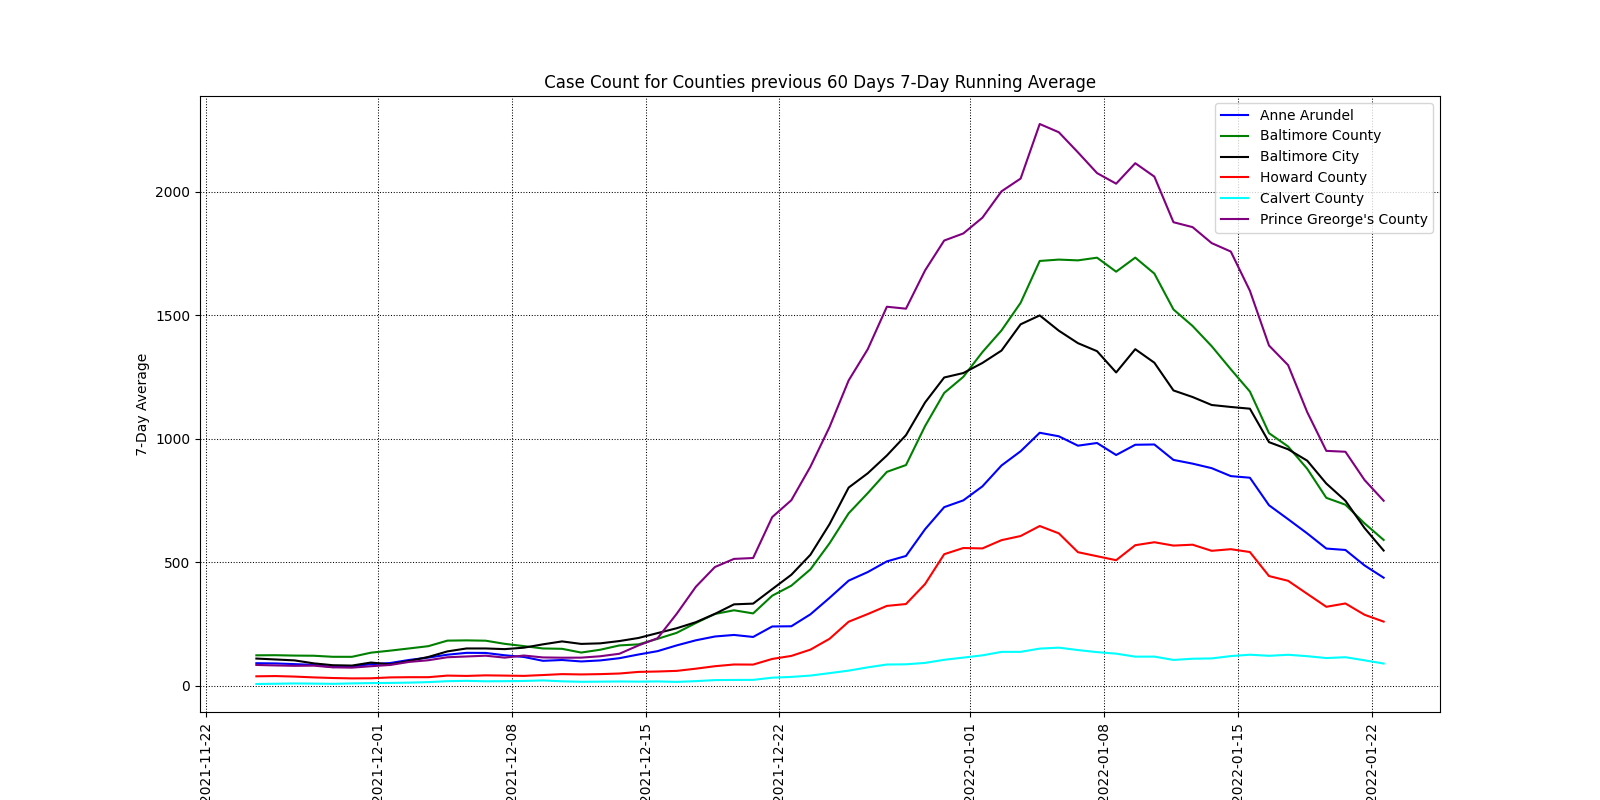 Case Count for Counties previous 60 Days 7-Day Running Average
Anne Arundel
Baltimore County
Baltimore City
Howard County
Calvert County
Prince Greorge's County
7-Day Average
2000
1500
1000
500
0
2021-11-22
2021-12-01
2021-12-08
2021-12-15
2021-12-22
2022-01-01
2022-01-08
2022-01-15
2022-01-22